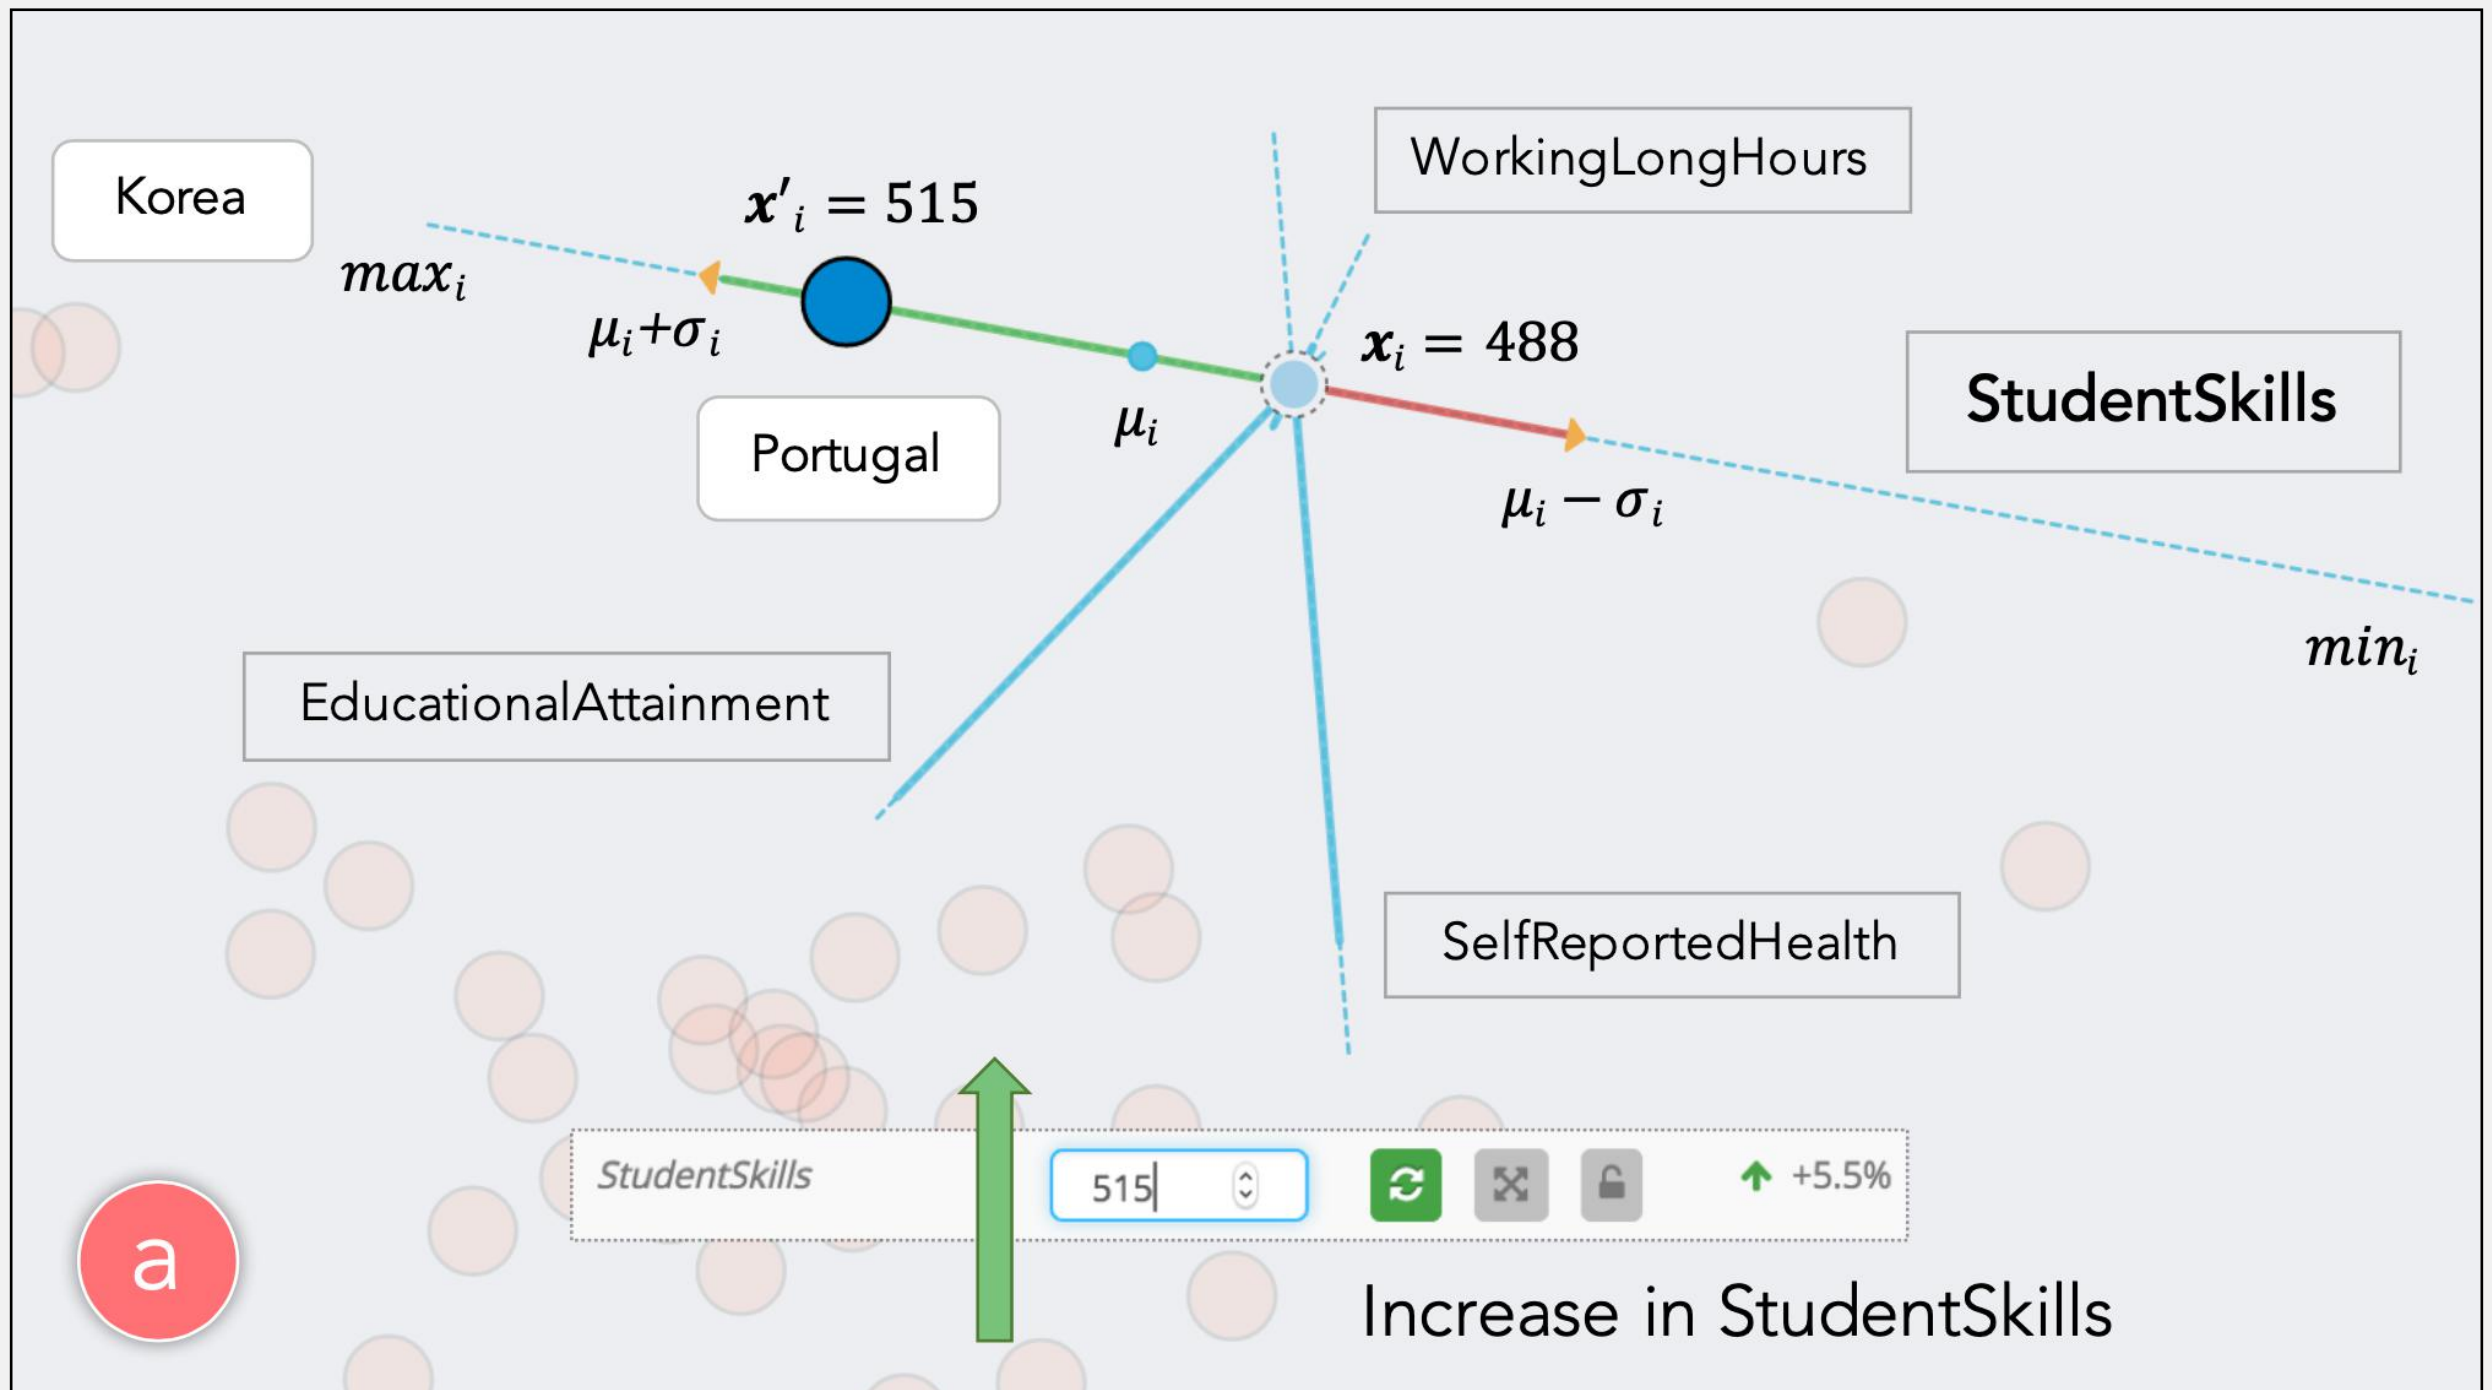 WorkingLongHours
Korea
x'ᵢ = 515
maxᵢ
μᵢ+σᵢ
xᵢ = 488
StudentSkills
μᵢ
Portugal
μᵢ − σᵢ
minᵢ
EducationalAttainment
SelfReportedHealth
StudentSkills 515 +5.5%
a
Increase in StudentSkills